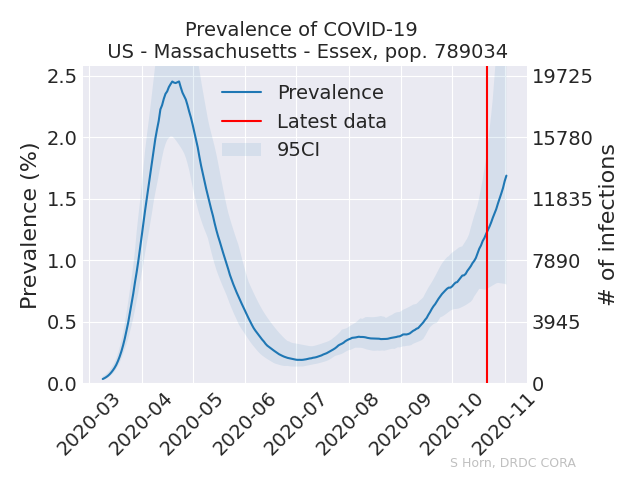 Prevalence of COVID-19
US - Massachusetts - Essex, pop. 789034
2.5
2.0
1.5
1.0
0.5
0.0
Prevalence (%)
Prevalence
Latest data
95CI
19725
15780
11835
7890
3945
0
# of infections
2020-03
2020-04
2020-05
2020-06
2020-07
2020-08
2020-09
2020-10
2020-11
S Horn, DRDC CORA